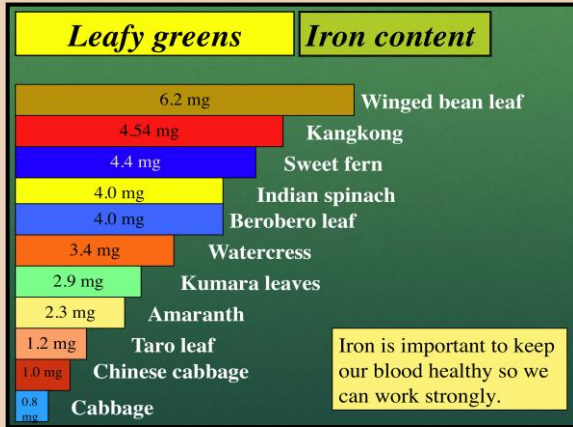 Leafy greens Iron content
6.2 mg Winged bean leaf
4.54 mg Kangkong
4.4 mg Sweet fern
4.0 mg Indian spinach
4.0 mg Berobero leaf
3.4 mg Watercress
2.9 mg Kumara leaves
2.3 mg Amaranth
1.2 mg Taro leaf
1.0 mg Chinese cabbage
0.8
mg Cabbage
Iron is important to keep
our blood healthy so we
can work strongly.